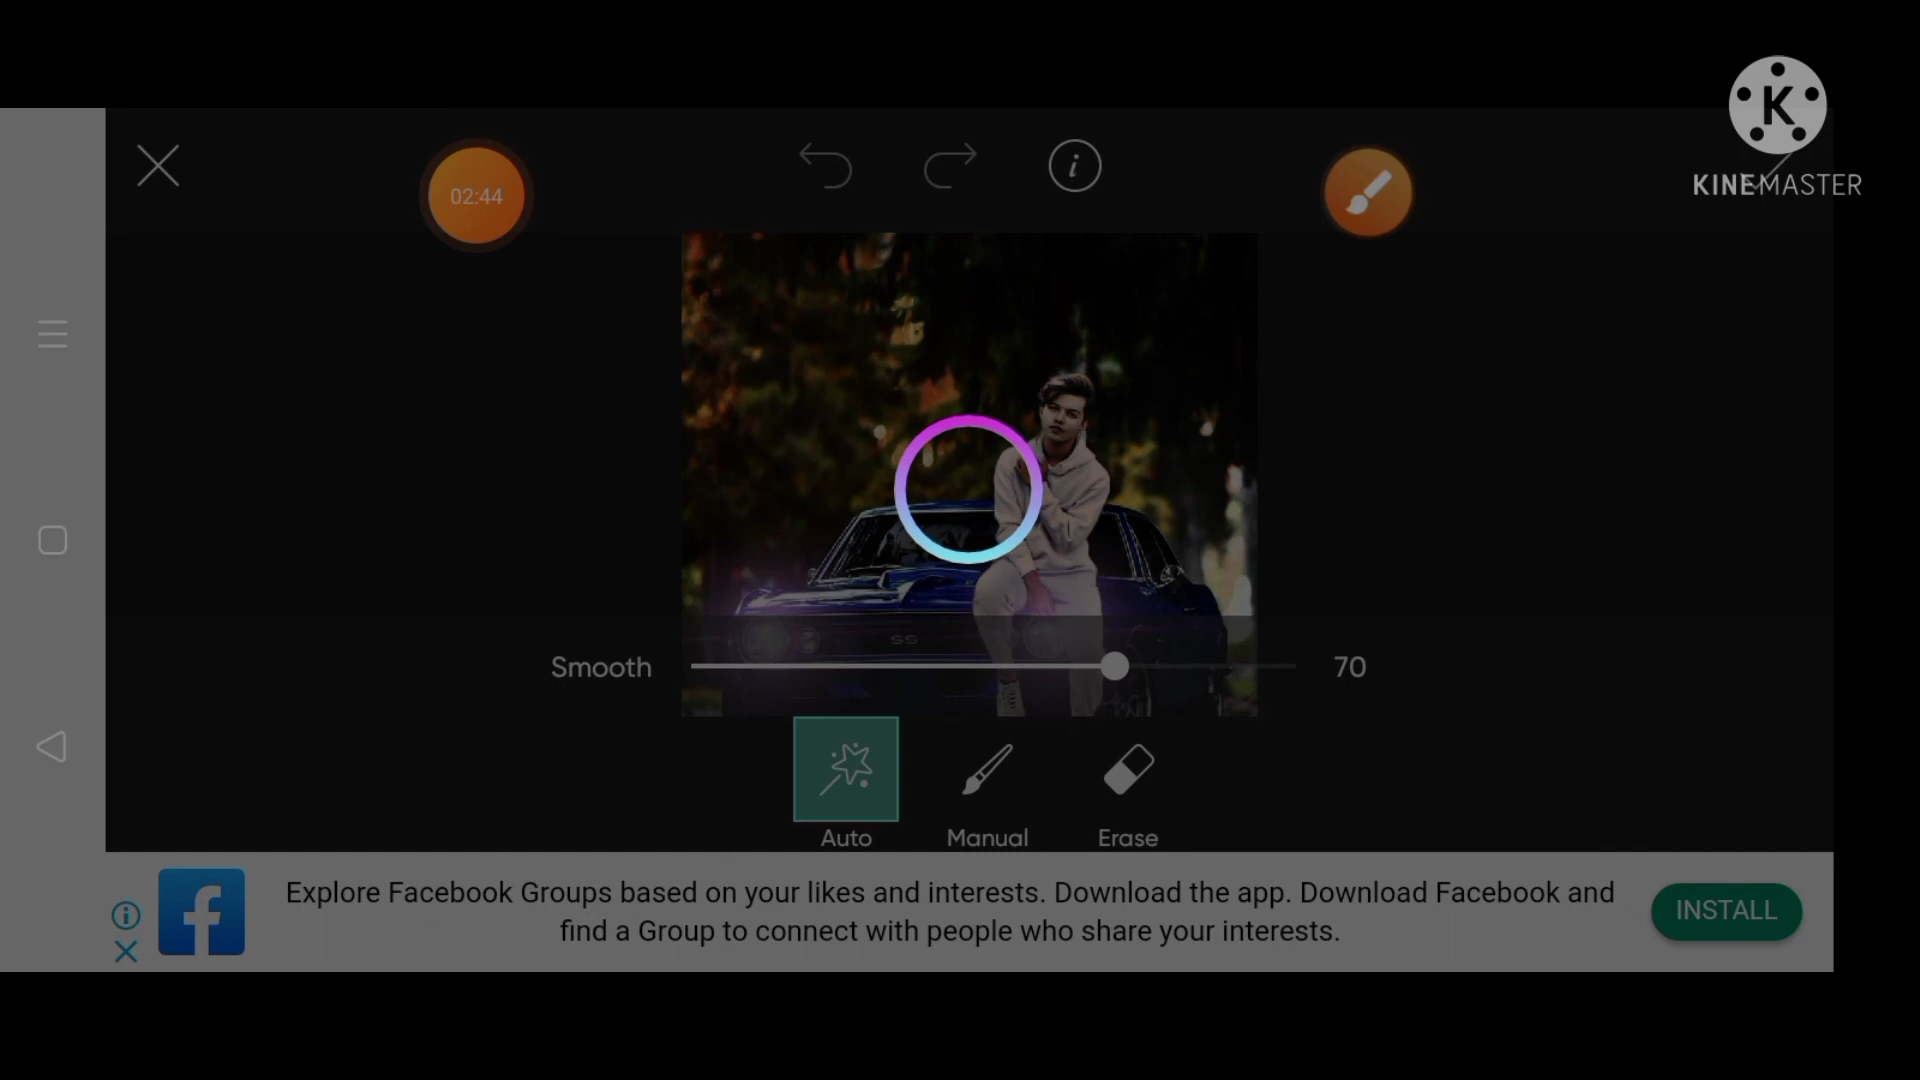 K
KINEMASTER
02:44
i
SS
Smooth 70
Auto Manual Erase
Explore Facebook Groups based on your likes and interests. Download the app. Download Facebook and
find a Group to connect with people who share your interests.
INSTALL